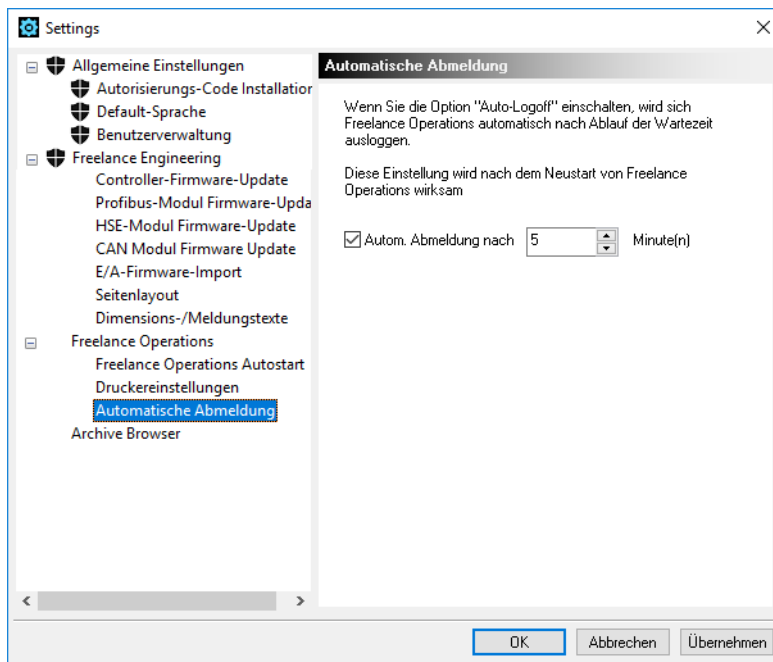 Settings
Allgemeine Einstellungen
Autorisierungs-Code Installation
Default-Sprache
Benutzerverwaltung
Freelance Engineering
Controller-Firmware-Update
Profibus-Modul Firmware-Upda
HSE-Modul Firmware-Update
CAN Modul Firmware Update
E/A-Firmware-Import
Seitenlayout
Dimensions-/Meldungstexte
Freelance Operations
Freelance Operations Autostart
Druckereinstellungen
Automatische Abmeldung
Archive Browser
Automatische Abmeldung
Wenn Sie die Option "Auto-Logoff" einschalten, wird sich
Freelance Operations automatisch nach Ablauf der Wartezeit
ausloggen.
Diese Einstellung wird nach dem Neustart von Freelance
Operations wirksam
Autom. Abmeldung nach 5 Minute(n)
OK Abbrechen Übernehmen